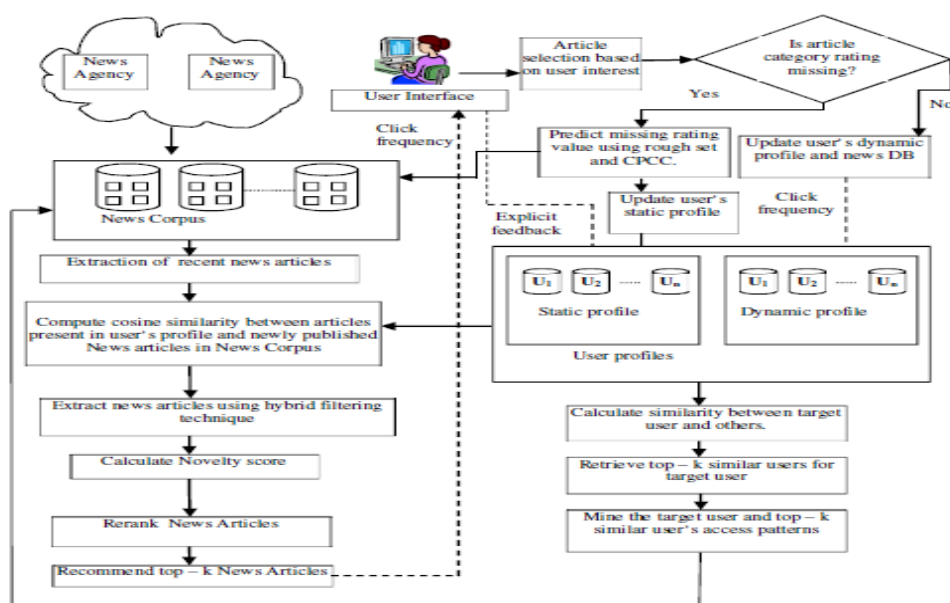 News
Agency
News
Agency
User Interface
Article
selection based
on user interest
Is article
category rating
missing?
Yes
No
Click
frequency
Predict missing rating
value using rough set
and CPCC.
Update user's dynamic
profile and news DB
News Corpus
Update user's
static profile
Explicit
feedback
Click
frequency
Extraction of recent news articles
U1
U2
.....
Un
Static profile
U1
U2
.....
Un
Dynamic profile
User profiles
Compute cosine similarity between articles
present in user's profile and newly published
News articles in News Corpus
Extract news articles using hybrid filtering
technique
Calculate similarity between target
user and others.
Calculate Novelty score
Retrieve top – k similar users for
target user
Rerank News Articles
Mine the target user and top – k
similar user's access patterns
Recommend top – k News Articles